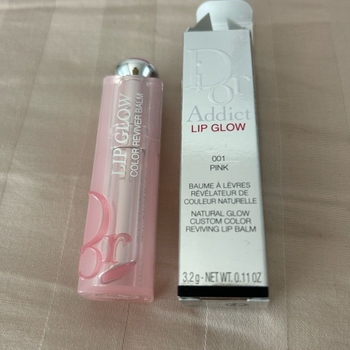 LIP GLOW
COLOR REVIVER BALM
Dior
Dior
Addict
LIP GLOW
001
PINK
BAUME À LÈVRES
RÉVÉLATEUR DE
COULEUR NATURELLE
NATURAL GLOW
CUSTOM COLOR
REVIVING LIP BALM
3.2g - NET WT. 0.11 OZ